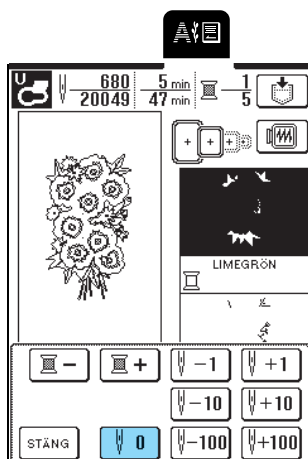 A
U 680 5 min 1
20049 47 min 5
LIMEGRÖN
- + -1 +1
-10 +10
STÄNG 0 -100 +100